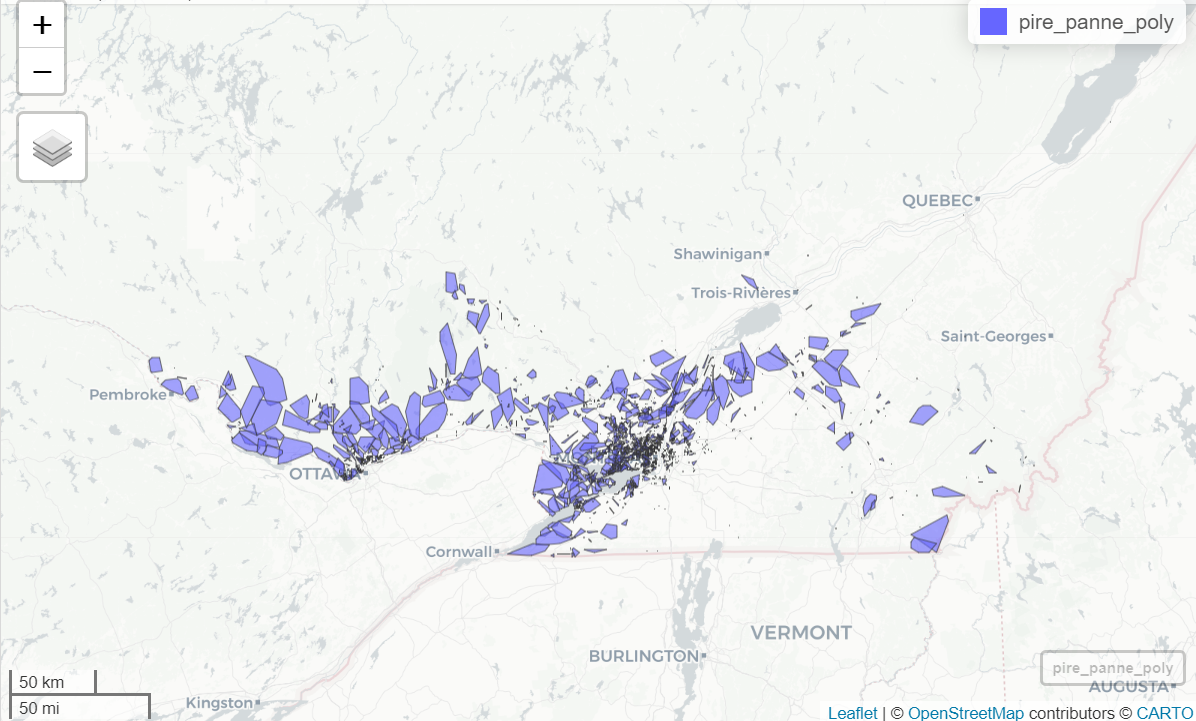 +
pire_panne_poly
−
QUEBEC
Shawinigan
Trois-Rivières
Saint-Georges
Pembroke
OTTAWA
Cornwall
VERMONT
BURLINGTON
pire_panne_poly
50 km
AUGUSTA
Kingston
50 mi
Leaflet | © OpenStreetMap contributors © CARTO